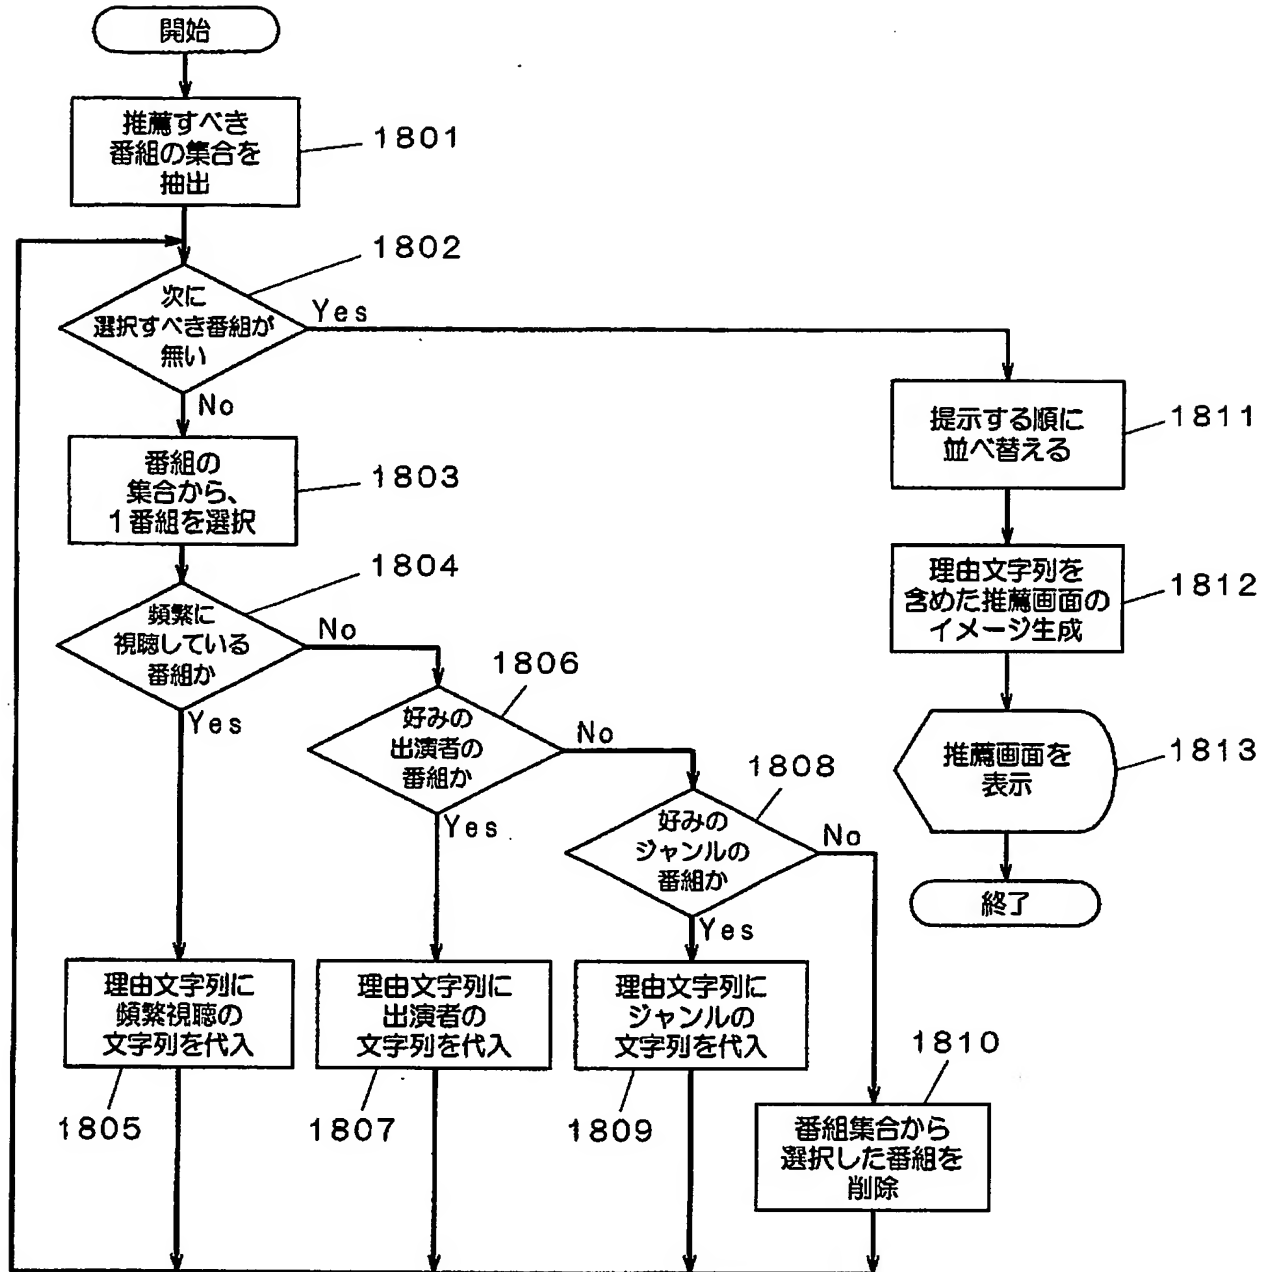 開始
推薦すべき
番組の集合を
抽出
1801
1802
次に
選択すべき番組が
無い
Yes
No
番組の
集合から、
1番組を選択
1803
1804
頻繁に
視聴している
番組か
No
Yes
1806
好みの
出演者の
番組か
No
Yes
1808
好みの
ジャンルの
番組か
No
Yes
理由文字列に
頻繁視聴の
文字列を代入
1805
理由文字列に
出演者の
文字列を代入
1807
理由文字列に
ジャンルの
文字列を代入
1809
1810
番組集合から
選択した番組を
削除
提示する順に
並べ替える
1811
理由文字列を
含めた推薦画面の
イメージ生成
1812
推薦画面を
表示
1813
終了